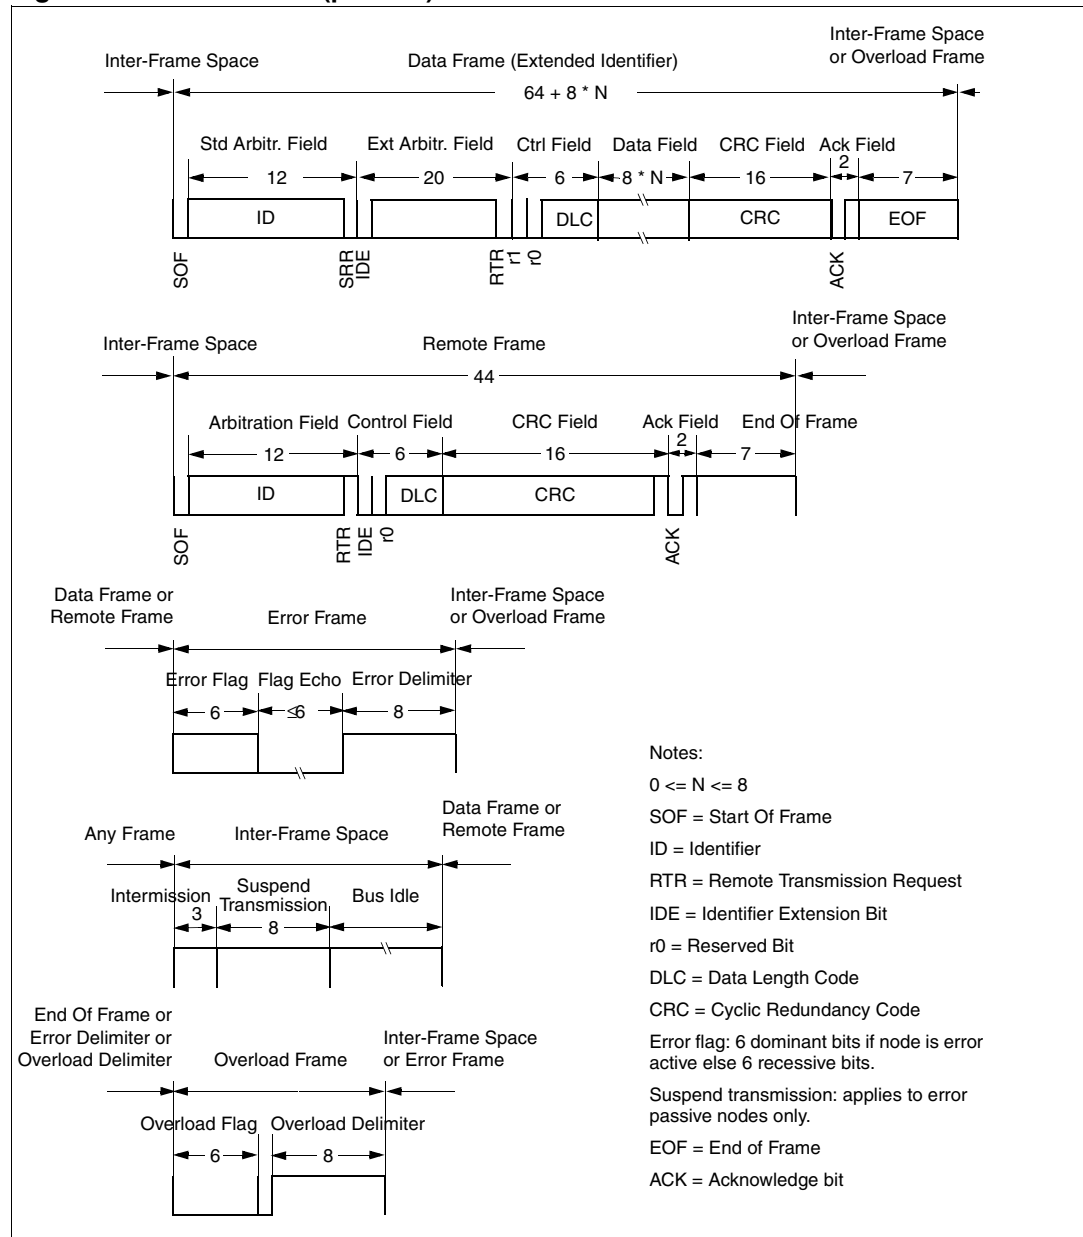 Inter-Frame Space
Data Frame (Extended Identifier)
Inter-Frame Space
or Overload Frame
64 + 8 * N
Std Arbitr. Field
Ext Arbitr. Field
Ctrl Field
Data Field
CRC Field
Ack Field
12
20
6
8 * N
16
2
7
ID
DLC
CRC
EOF
SOF
SRR
IDE
RTR
r1
r0
ACK
Inter-Frame Space
Remote Frame
Inter-Frame Space
or Overload Frame
44
Arbitration Field
Control Field
CRC Field
Ack Field
End Of Frame
12
6
16
2
7
ID
DLC
CRC
SOF
RTR
IDE
r0
ACK
Data Frame or
Remote Frame
Error Frame
Inter-Frame Space
or Overload Frame
Error Flag
Flag Echo
Error Delimiter
6
≤6
8
Any Frame
Inter-Frame Space
Data Frame or
Remote Frame
Intermission
Suspend
Transmission
Bus Idle
3
8
End Of Frame or
Error Delimiter or
Overload Delimiter
Overload Frame
Inter-Frame Space
or Error Frame
Overload Flag
Overload Delimiter
6
8
Notes:
0 <= N <= 8
SOF = Start Of Frame
ID = Identifier
RTR = Remote Transmission Request
IDE = Identifier Extension Bit
r0 = Reserved Bit
DLC = Data Length Code
CRC = Cyclic Redundancy Code
Error flag: 6 dominant bits if node is error
active else 6 recessive bits.
Suspend transmission: applies to error
passive nodes only.
EOF = End of Frame
ACK = Acknowledge bit